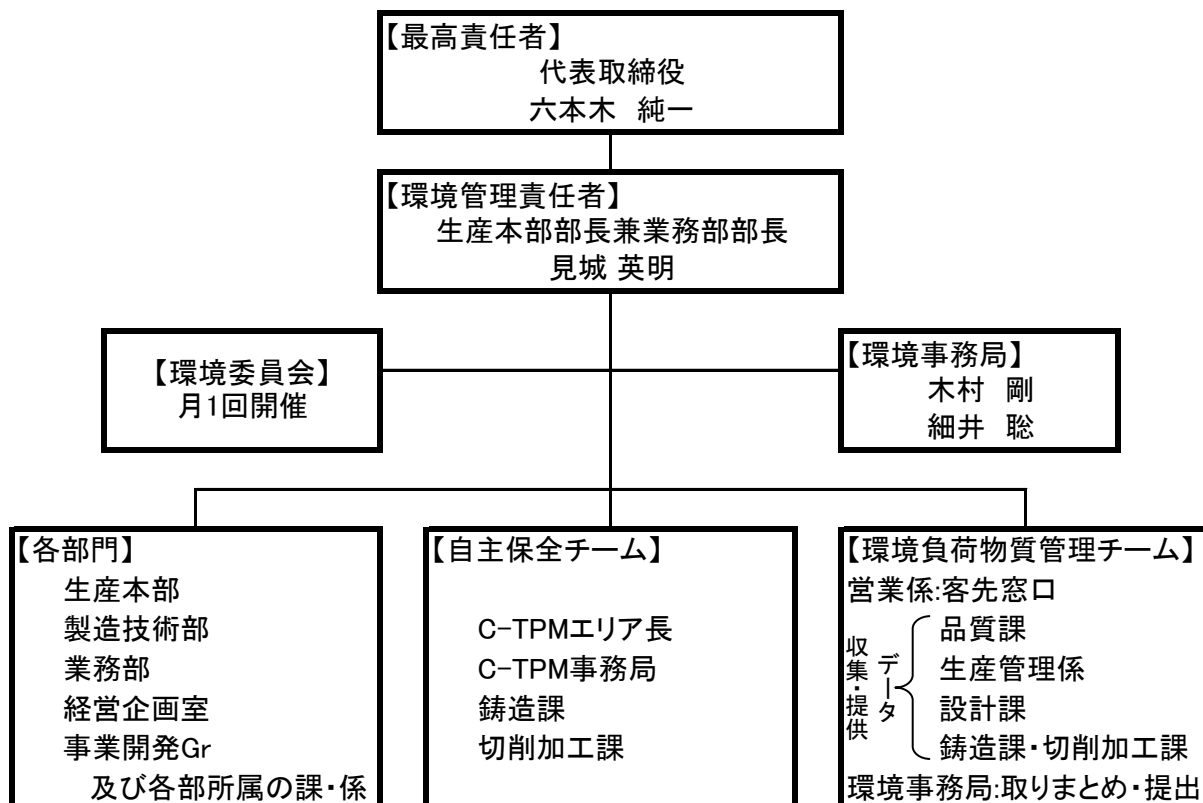 【最高責任者】
代表取締役
六本木 純一
【環境管理責任者】
生産本部部長兼業務部部長
見城 英明
【環境委員会】
月1回開催
【環境事務局】
木村 剛
細井 聡
【各部門】
生産本部
製造技術部
業務部
経営企画室
事業開発Gr
及び各部所属の課・係
【自主保全チーム】
C-TPMエリア長
C-TPM事務局
鋳造課
切削加工課
【環境負荷物質管理チーム】
営業係:客先窓口
データ
収集・提供
品質課
生産管理係
設計課
鋳造課・切削加工課
環境事務局:取りまとめ・提出